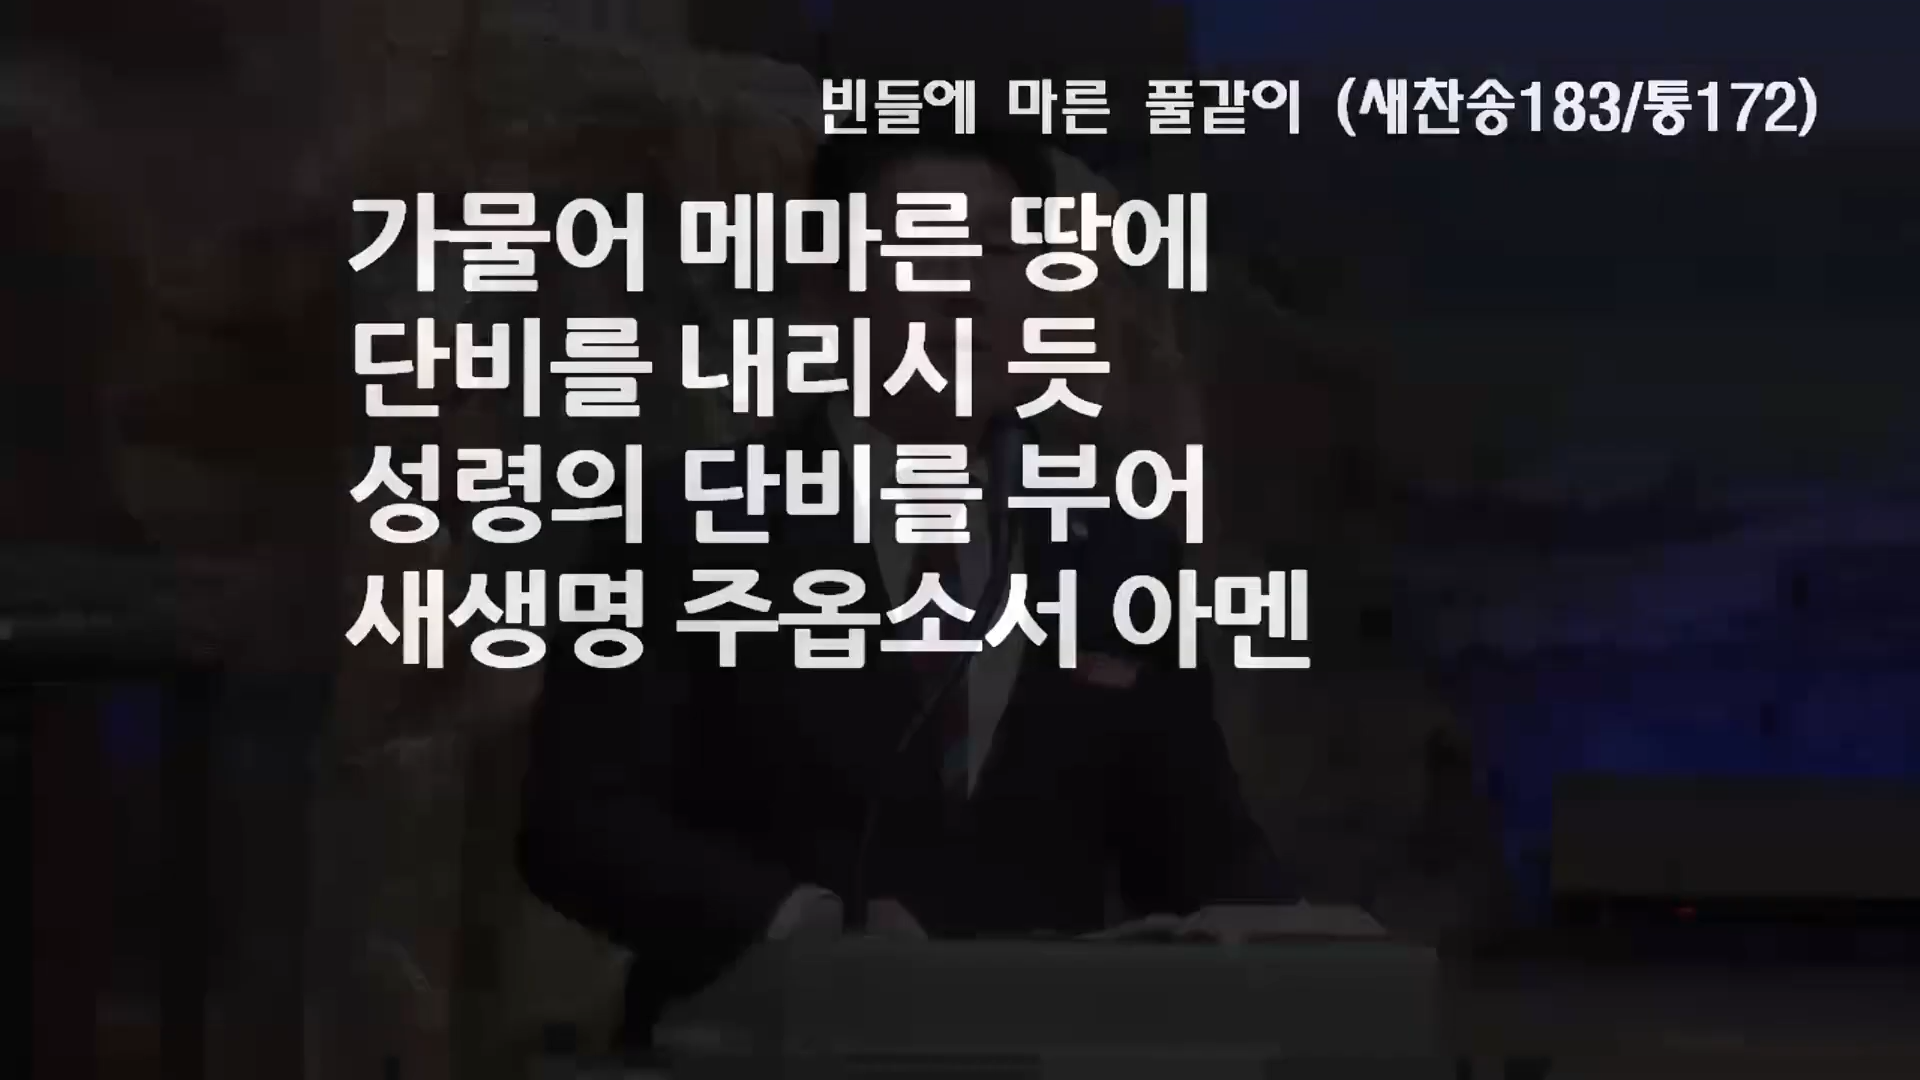 빈들에 마른 풀같이 (새찬송183/통172)
가물어 메마른 땅에
단비를 내리시 듯
성령의 단비를 부어
새생명 주옵소서 아멘